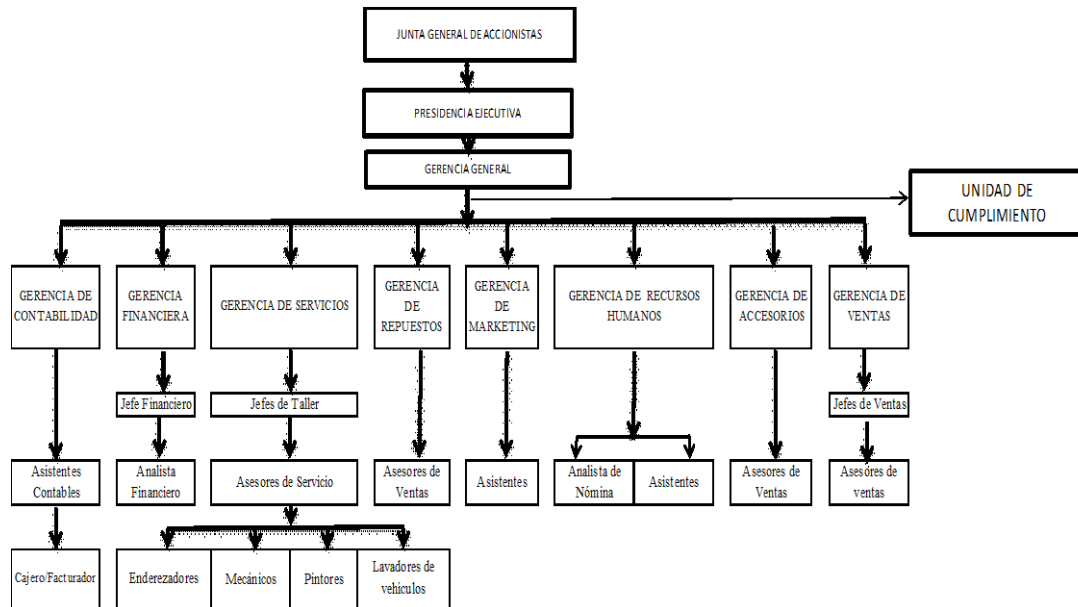 JUNTA GENERAL DE ACCIONISTAS
PRESIDENCIA EJECUTIVA
GERENCIA GENERAL
UNIDAD DE
CUMPLIMIENTO
GERENCIA DE
CONTABILIDAD
GERENCIA
FINANCIERA
GERENCIA DE SERVICIOS
GERENCIA
DE
REPUESTOS
GERENCIA
DE
MARKETING
GERENCIA DE RECURSOS
HUMANOS
GERENCIA DE
ACCESORIOS
GERENCIA DE
VENTAS
Jefe Financiero
Jefes de Taller
Jefes de Ventas
Asistentes
Contables
Analista
Financiero
Asesores de Servicio
Asesores de
Ventas
Asistentes
Analista de
Nómina
Asistentes
Asesores de
Ventas
Asesores de
ventas
Cajero/Facturador
Enderezadores
Mecánicos
Pintores
Lavadores de
vehículos